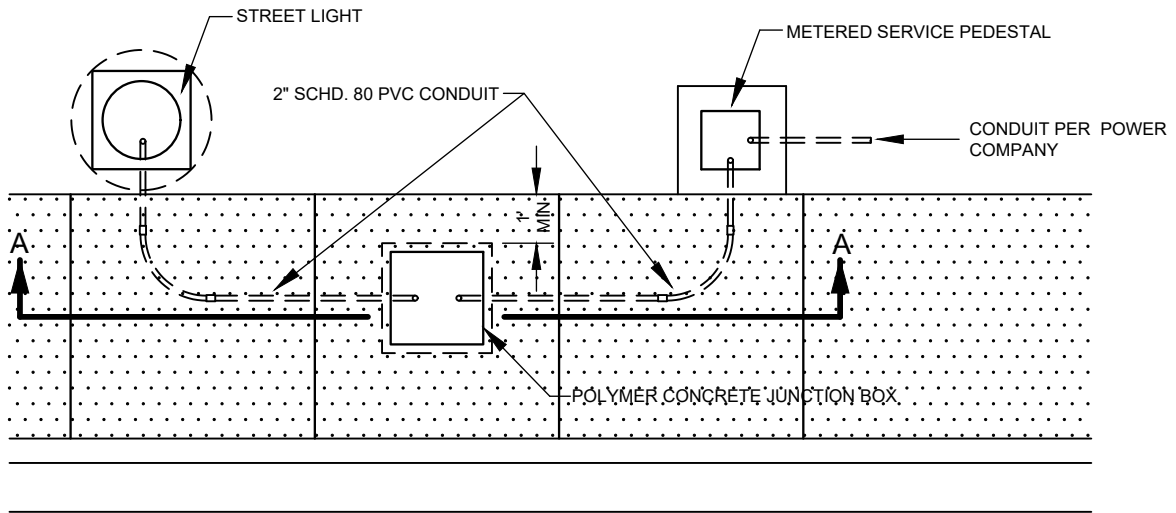 STREET LIGHT
METERED SERVICE PEDESTAL
2" SCHD. 80 PVC CONDUIT
CONDUIT PER POWER
COMPANY
1'
MIN
A
A
POLYMER CONCRETE JUNCTION BOX